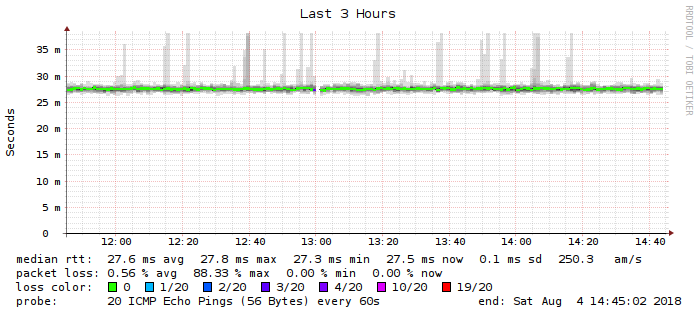 Last 3 Hours
RRDTOOL / TOBI OETIKER
Seconds
35 m
30 m
25 m
20 m
15 m
10 m
5 m
0
12:00 12:20 12:40 13:00 13:20 13:40 14:00 14:20 14:40
median rtt: 27.6 ms avg 27.8 ms max 27.3 ms min 27.5 ms now 0.1 ms sd 250.3 am/s
packet loss: 0.56 % avg 88.33 % max 0.00 % min 0.00 % now
loss color: 0 1/20 2/20 3/20 4/20 10/20 19/20
probe: 20 ICMP Echo Pings (56 Bytes) every 60s end: Sat Aug 4 14:45:02 2018